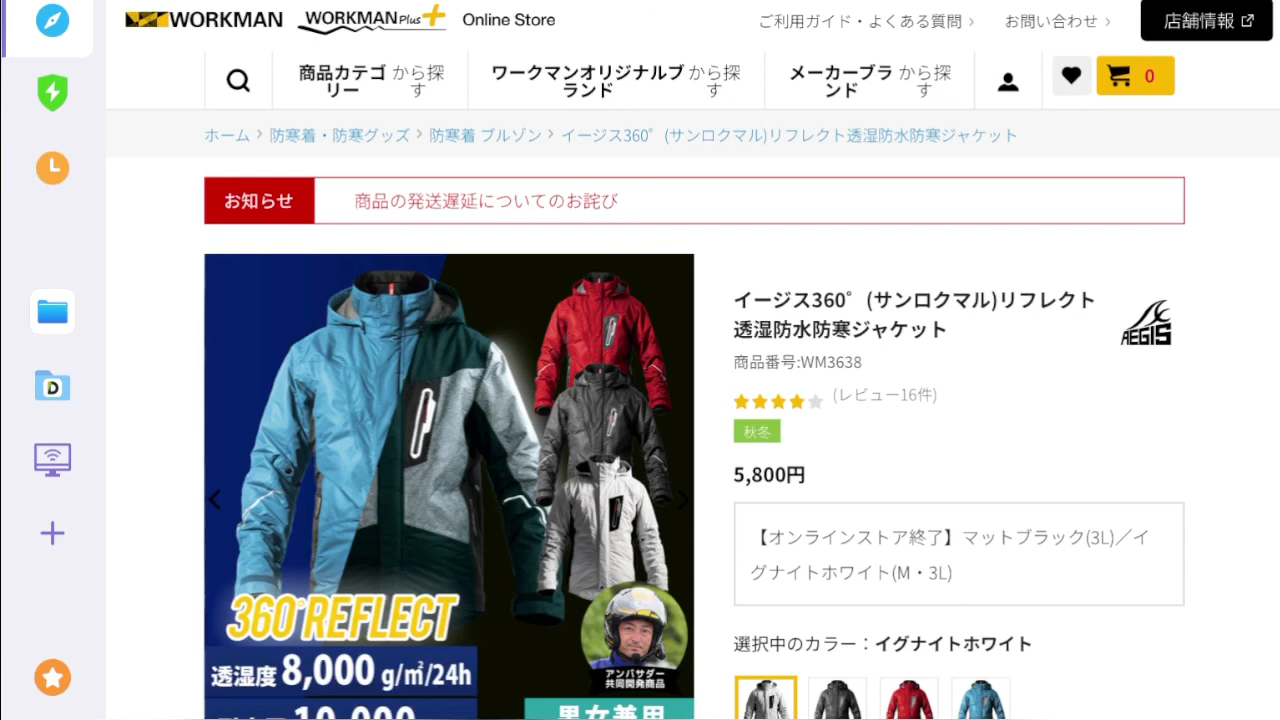 WORKMAN WORKMAN Plus+ Online Store
ご利用ガイド・よくある質問
お問い合わせ
店舗情報
商品カテゴリーから探す
ワークマンオリジナルブランドから探す
メーカーブランドから探す
0
ホーム > 防寒着・防寒グッズ > 防寒着 ブルゾン > イージス360゜(サンロクマル)リフレクト透湿防水防寒ジャケット
お知らせ
商品の発送遅延についてのお詫び
イージス360゜(サンロクマル)リフレクト
透湿防水防寒ジャケット
AEGIS
商品番号:WM3638
(レビュー16件)
秋冬
5,800円
【オンラインストア終了】マットブラック(3L)／イ
グナイトホワイト(M・3L)
選択中のカラー：イグナイトホワイト
360°REFLECT
透湿度8,000g/㎡/24h
10,000
アンバサダー
共同開発商品
男女兼用
D